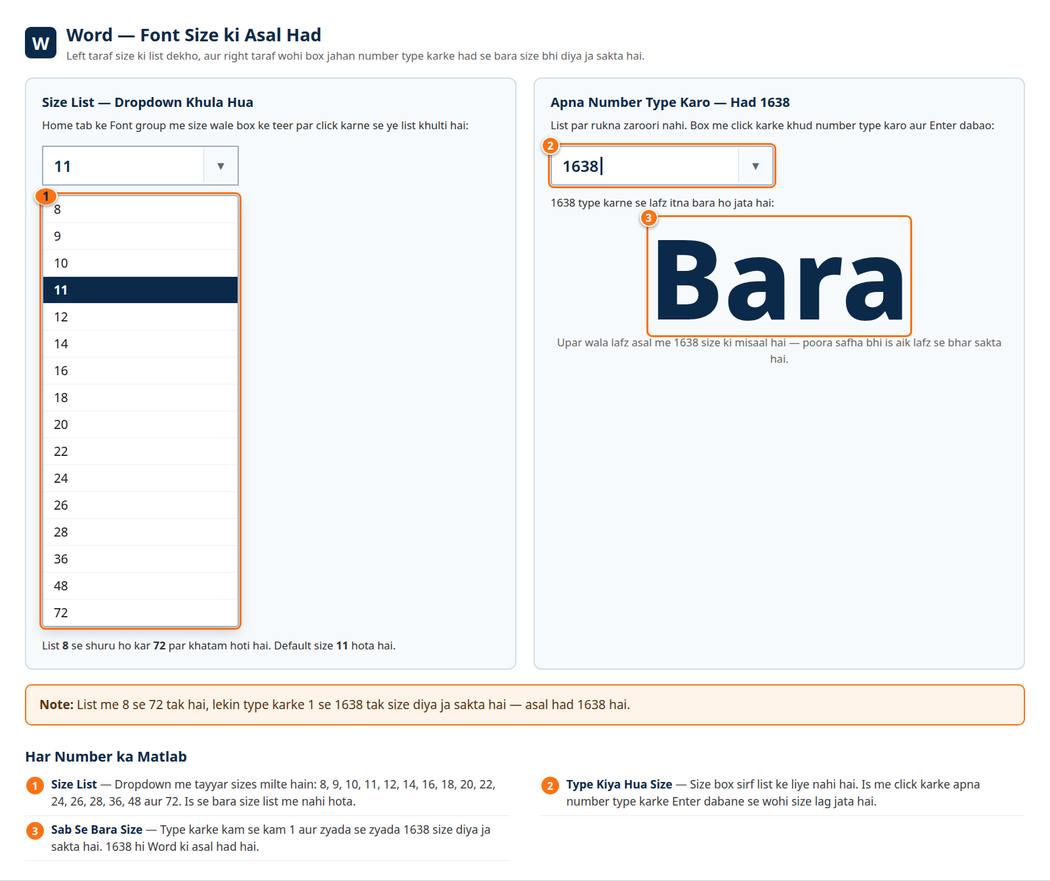 W
Word — Font Size ki Asal Had
Left taraf size ki list dekho, aur right taraf wohi box jahan number type karke had se bara size bhi diya ja sakta hai.
Size List — Dropdown Khula Hua
Home tab ke Font group me size wale box ke teer par click karne se ye list khulti hai:
11
▼
1
8
9
10
11
12
14
16
18
20
22
24
26
28
36
48
72
List 8 se shuru ho kar 72 par khatam hoti hai. Default size 11 hota hai.
Apna Number Type Karo — Had 1638
List par rukna zaroori nahi. Box me click karke khud number type karo aur Enter dabao:
2
1638
▼
1638 type karne se lafz itna bara ho jata hai:
3
Bara
Upar wala lafz asal me 1638 size ki misaal hai — poora safha bhi is aik lafz se bhar sakta
hai.
Note: List me 8 se 72 tak hai, lekin type karke 1 se 1638 tak size diya ja sakta hai — asal had 1638 hai.
Har Number ka Matlab
1 Size List — Dropdown me tayyar sizes milte hain: 8, 9, 10, 11, 12, 14, 16, 18, 20, 22,
24, 26, 28, 36, 48 aur 72. Is se bara size list me nahi hota.
2 Type Kiya Hua Size — Size box sirf list ke liye nahi hai. Is me click karke apna
number type karke Enter dabane se wohi size lag jata hai.
3 Sab Se Bara Size — Type karke kam se kam 1 aur zyada se zyada 1638 size diya ja
sakta hai. 1638 hi Word ki asal had hai.